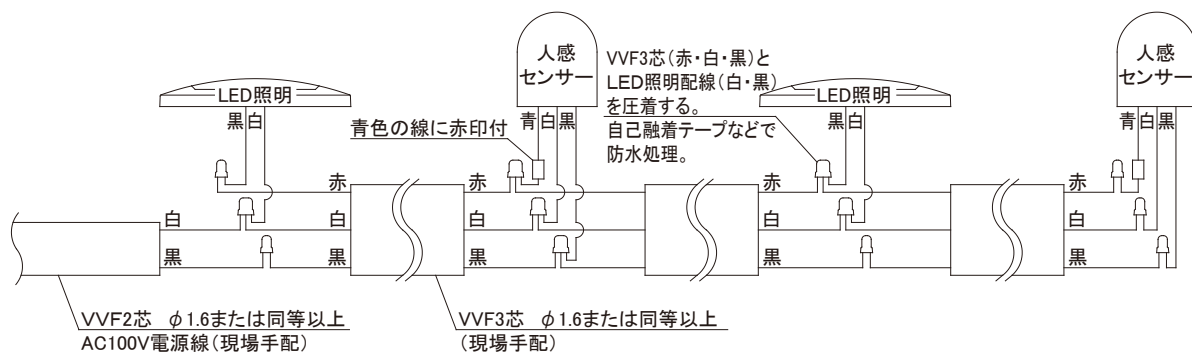 人感
センサー
LED照明
黒白
青色の線に赤印付
青白黒
VVF3芯（赤・白・黒）と
LED照明配線（白・黒）
を圧着する。
自己融着テープなどで
防水処理。
LED照明
黒白
人感
センサー
青白黒
赤
白
黒
白
黒
赤
白
黒
赤
白
黒
赤
白
黒
VVF2芯　φ1.6または同等以上
AC100V電源線（現場手配）
VVF3芯　φ1.6または同等以上
（現場手配）